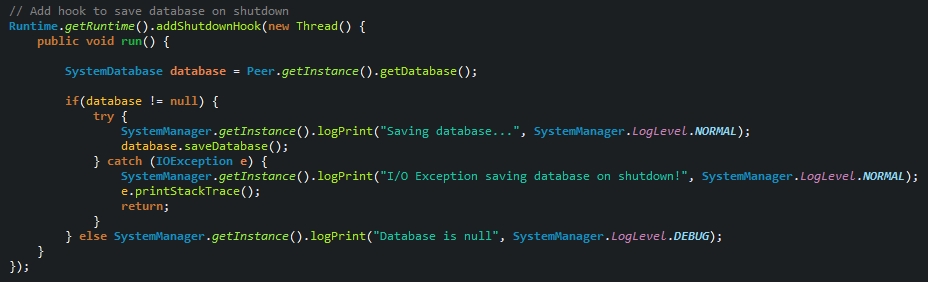 // Add hook to save database on shutdown
Runtime.getRuntime().addShutdownHook(new Thread() {
    public void run() {
        SystemDatabase database = Peer.getInstance().getDatabase();
        if(database != null) {
            try {
                SystemManager.getInstance().logPrint("Saving database...", SystemManager.LogLevel.NORMAL);
                database.saveDatabase();
            } catch (IOException e) {
                SystemManager.getInstance().logPrint("I/O Exception saving database on shutdown!", SystemManager.LogLevel.NORMAL);
                e.printStackTrace();
                return;
            }
        } else SystemManager.getInstance().logPrint("Database is null", SystemManager.LogLevel.DEBUG);
    }
});